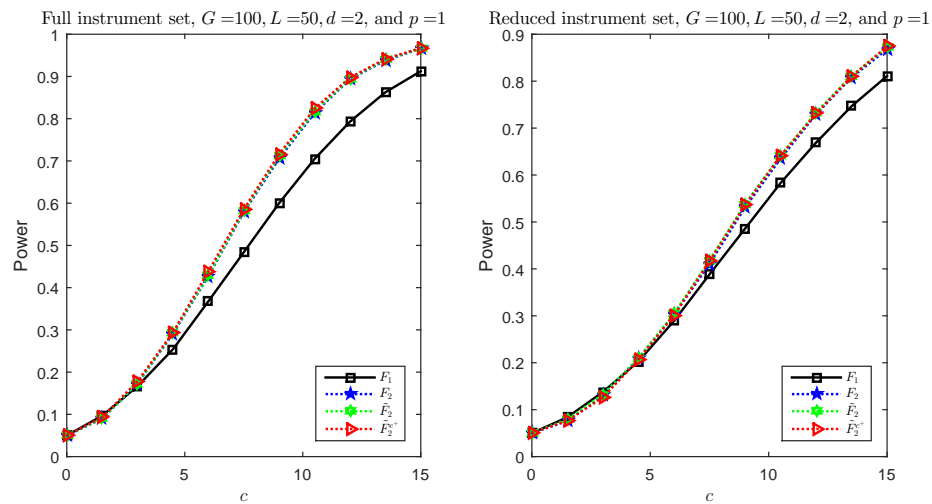 Full instrument set, G =100, L =50, d =2, and p =1
1
0.9
0.8
0.7
0.6
0.5
0.4
0.3
0.2
0.1
0
Power
0
5
10
15
c
F₁
F₂
F̃₂
F̃₂ᶜ⁺
Reduced instrument set, G =100, L =50, d =2, and p =1
0.9
0.8
0.7
0.6
0.5
0.4
0.3
0.2
0.1
0
Power
0
5
10
15
c
F₁
F₂
F̃₂
F̃₂ᶜ⁺